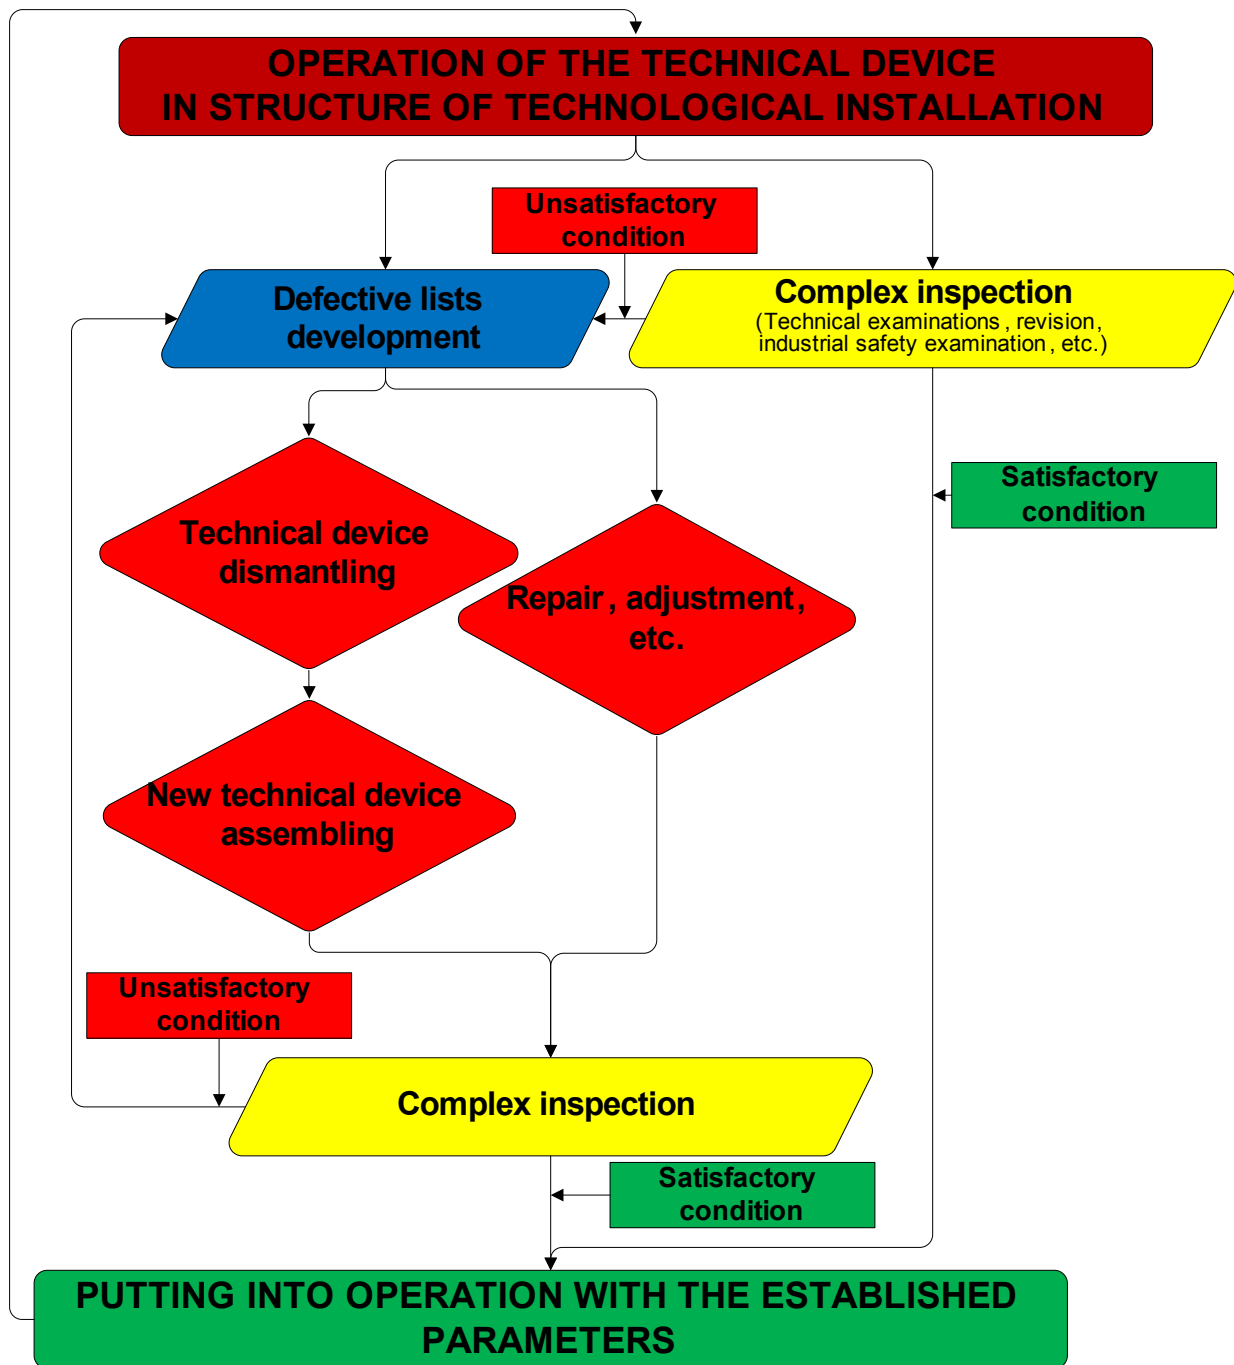 OPERATION OF THE TECHNICAL DEVICE
IN STRUCTURE OF TECHNOLOGICAL INSTALLATION
Unsatisfactory
condition
Defective lists
development
Complex inspection
(Technical examinations, revision,
industrial safety examination, etc.)
Satisfactory
condition
Technical device
dismantling
Repair, adjustment,
etc.
New technical device
assembling
Unsatisfactory
condition
Complex inspection
Satisfactory
condition
PUTTING INTO OPERATION WITH THE ESTABLISHED
PARAMETERS